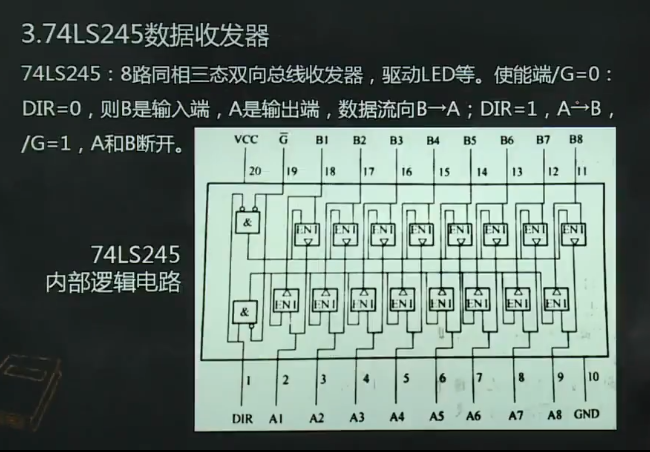 3.74LS245数据收发器
74LS245：8路同相三态双向总线收发器，驱动LED等。使能端/G=0：
DIR=0，则B是输入端，A是输出端，数据流向B→A；DIR=1，A→B，
/G=1，A和B断开。
VCC G B1 B2 B3 B4 B5 B6 B7 B8
20 19 18 17 16 15 14 13 12 11
& EN1 EN1 EN1 EN1 EN1 EN1 EN1 EN1
74LS245
内部逻辑电路
& EN1 EN1 EN1 EN1 EN1 EN1 EN1 EN1
1 2 3 4 5 6 7 8 9 10
DIR A1 A2 A3 A4 A5 A6 A7 A8 GND